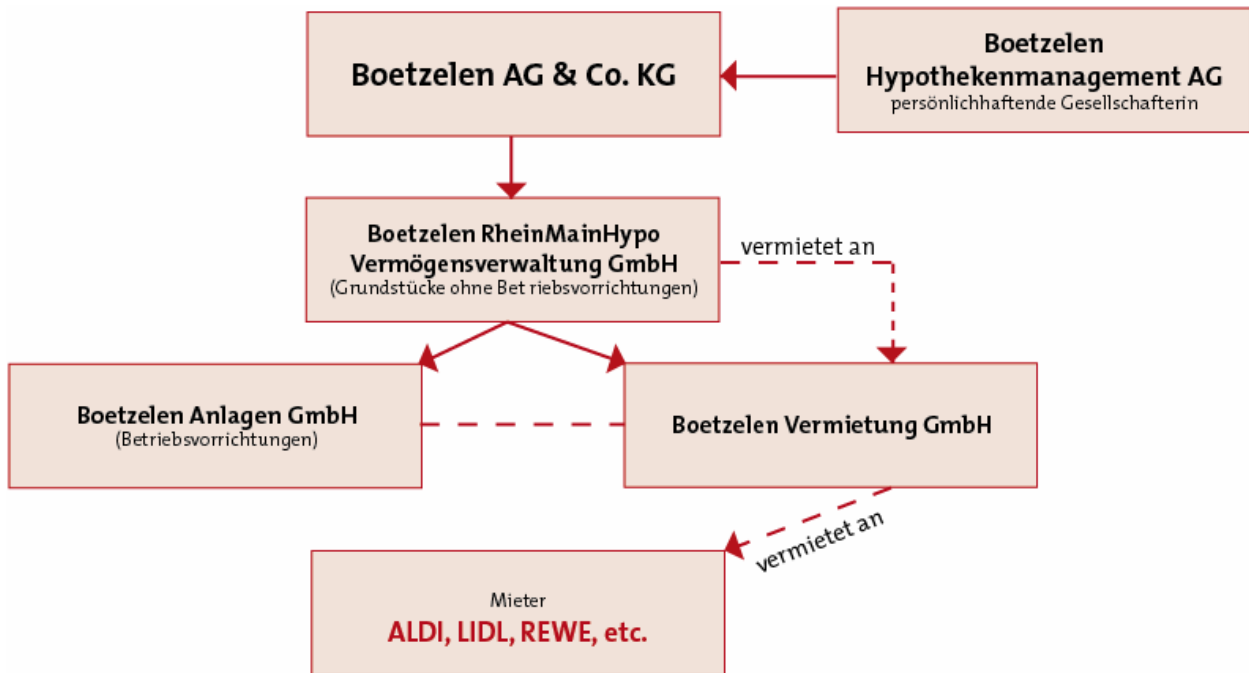 Boetzelen AG & Co. KG
Boetzelen
Hypothekenmanagement AG
persönlichhaftende Gesellschafterin
Boetzelen RheinMainHypo
Vermögensverwaltung GmbH
(Grundstücke ohne Bet riebsvorrichtungen)
vermietet an
Boetzelen Anlagen GmbH
(Betriebsvorrichtungen)
Boetzelen Vermietung GmbH
vermietet an
Mieter
ALDI, LIDL, REWE, etc.